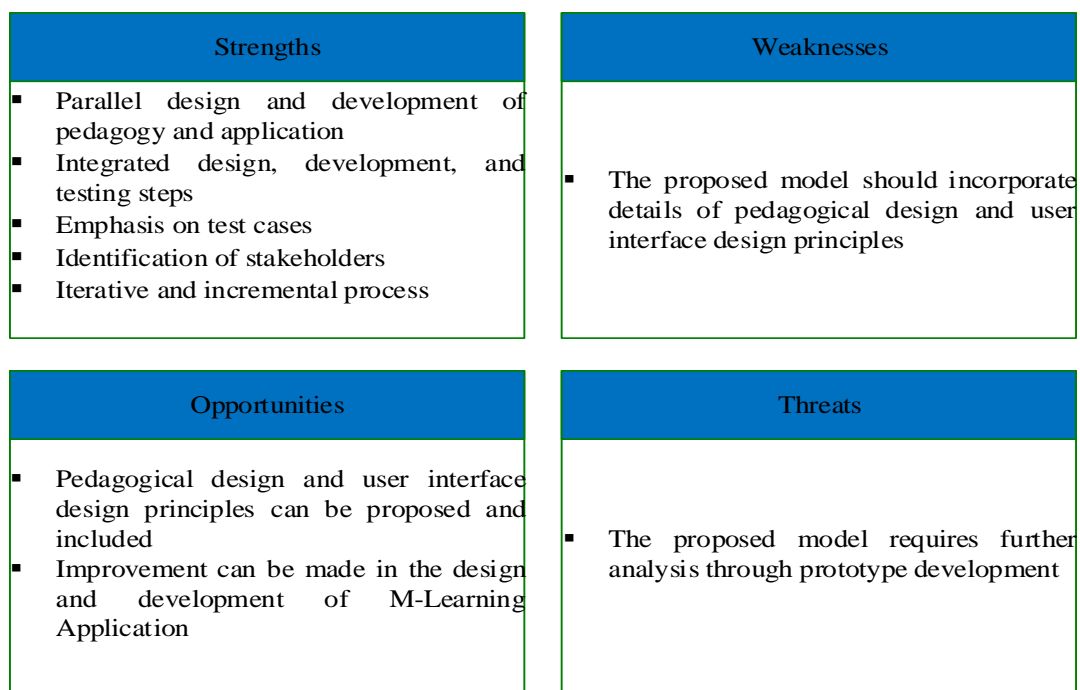 Strengths
▪ Parallel design and development of
pedagogy and application
▪ Integrated design, development, and
testing steps
▪ Emphasis on test cases
▪ Identification of stakeholders
▪ Iterative and incremental process
Weaknesses
▪ The proposed model should incorporate
details of pedagogical design and user
interface design principles
Opportunities
▪ Pedagogical design and user interface
design principles can be proposed and
included
▪ Improvement can be made in the design
and development of M-Learning
Application
Threats
▪ The proposed model requires further
analysis through prototype development